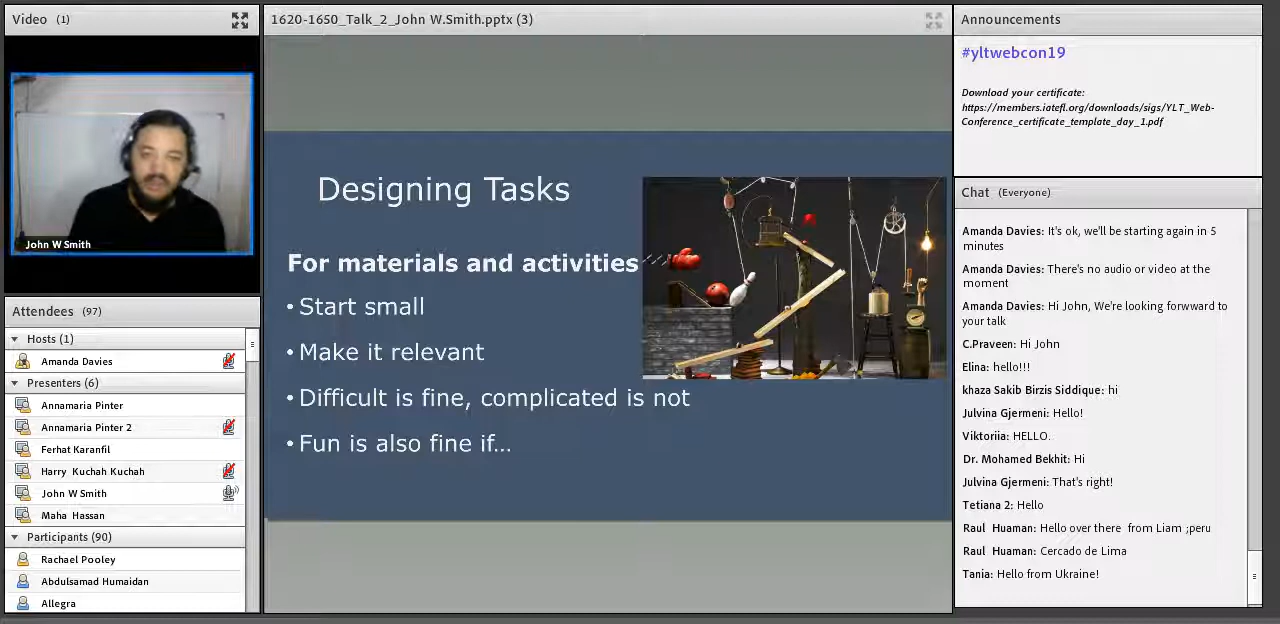 Video (1)
John W Smith
Attendees (97)
Hosts (1)
Amanda Davies
Presenters (6)
Annamaria Pinter
Annamaria Pinter 2
Ferhat Karanfil
Harry Kuchah Kuchah
John W Smith
Maha Hassan
Participants (90)
Rachael Pooley
Abdulsamad Humaidan
Allegra
1620-1650_Talk_2_John W.Smith.pptx (3)
Designing Tasks
For materials and activities
• Start small
• Make it relevant
• Difficult is fine, complicated is not
• Fun is also fine if...
Announcements
#yltwebcon19
Download your certificate:
https://members.iatefl.org/downloads/sigs/YLT_Web-
Conference_certificate_template_day_1.pdf
Chat (Everyone)
Amanda Davies: It's ok, we'll be starting again in 5
minutes
Amanda Davies: There's no audio or video at the
moment
Amanda Davies: Hi John, We're looking forwward to
your talk
C.Praveen: Hi John
Elina: hello!!!
khaza Sakib Birzis Siddique: hi
Julvina Gjermeni: Hello!
Viktoriia: HELLO.
Dr. Mohamed Bekhit: Hi
Julvina Gjermeni: That's right!
Tetiana 2: Hello
Raul Huaman: Hello over there from Liam ;peru
Raul Huaman: Cercado de Lima
Tania: Hello from Ukraine!